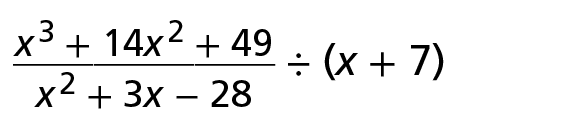 x³ + 14x² + 49
x² + 3x − 28 ÷ (x + 7)